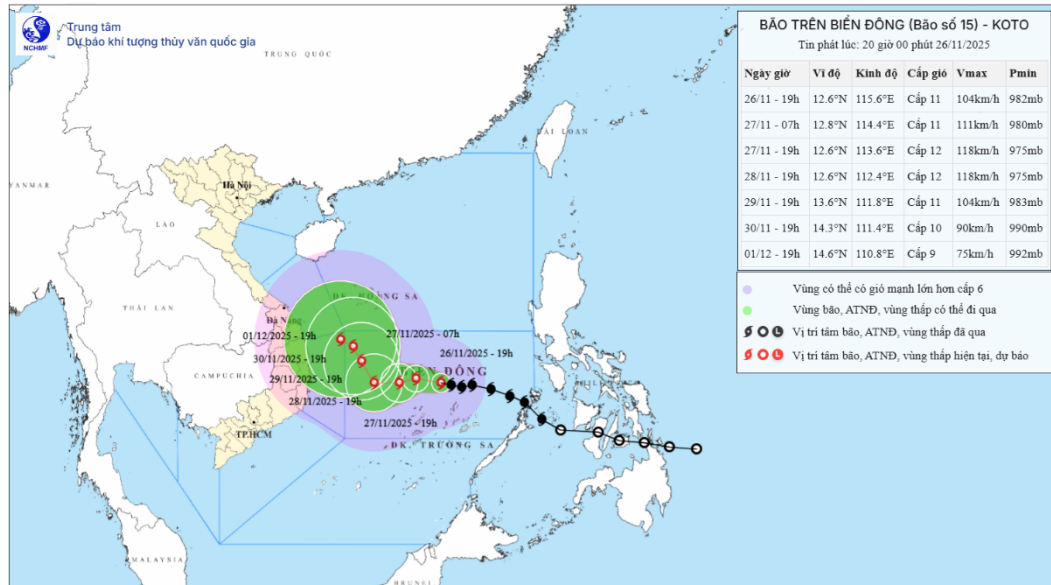 Trung tâm
Dự báo khí tượng thủy văn quốc gia
NCHMF
BÃO TRÊN BIỂN ĐÔNG (Bão số 15) - KOTO
Tin phát lúc: 20 giờ 00 phút 26/11/2025
Ngày giờ Vĩ độ Kinh độ Cấp gió Vmax Pmin
26/11 - 19h 12.6°N 115.6°E Cấp 11 104km/h 982mb
27/11 - 07h 12.8°N 114.4°E Cấp 11 111km/h 980mb
27/11 - 19h 12.6°N 113.6°E Cấp 12 118km/h 975mb
28/11 - 19h 12.6°N 112.4°E Cấp 12 118km/h 975mb
29/11 - 19h 13.6°N 111.8°E Cấp 11 104km/h 983mb
30/11 - 19h 14.3°N 111.4°E Cấp 10 90km/h 990mb
01/12 - 19h 14.6°N 110.8°E Cấp 9 75km/h 992mb
Vùng có thể có gió mạnh lớn hơn cấp 6
Vùng bão, ATNĐ, vùng thấp có thể đi qua
Vị trí tâm bão, ATNĐ, vùng thấp đã qua
Vị trí tâm bão, ATNĐ, vùng thấp hiện tại, dự báo
TRUNG QUỐC
ĐÀI LOAN
MYANMAR
Hà Nội
LÀO
THÁI LAN
ĐK. HOÀNG SA
Đà Nẵng
01/12/2025 - 19h
27/11/2025 - 07h
30/11/2025 - 19h
26/11/2025 - 19h
CAMPUCHIA
29/11/2025 - 19h
ĐÔNG
28/11/2025 - 19h
27/11/2025 - 19h
TP.HCM
ĐK. TRƯỜNG SA
MALAYSIA
BRUNEI